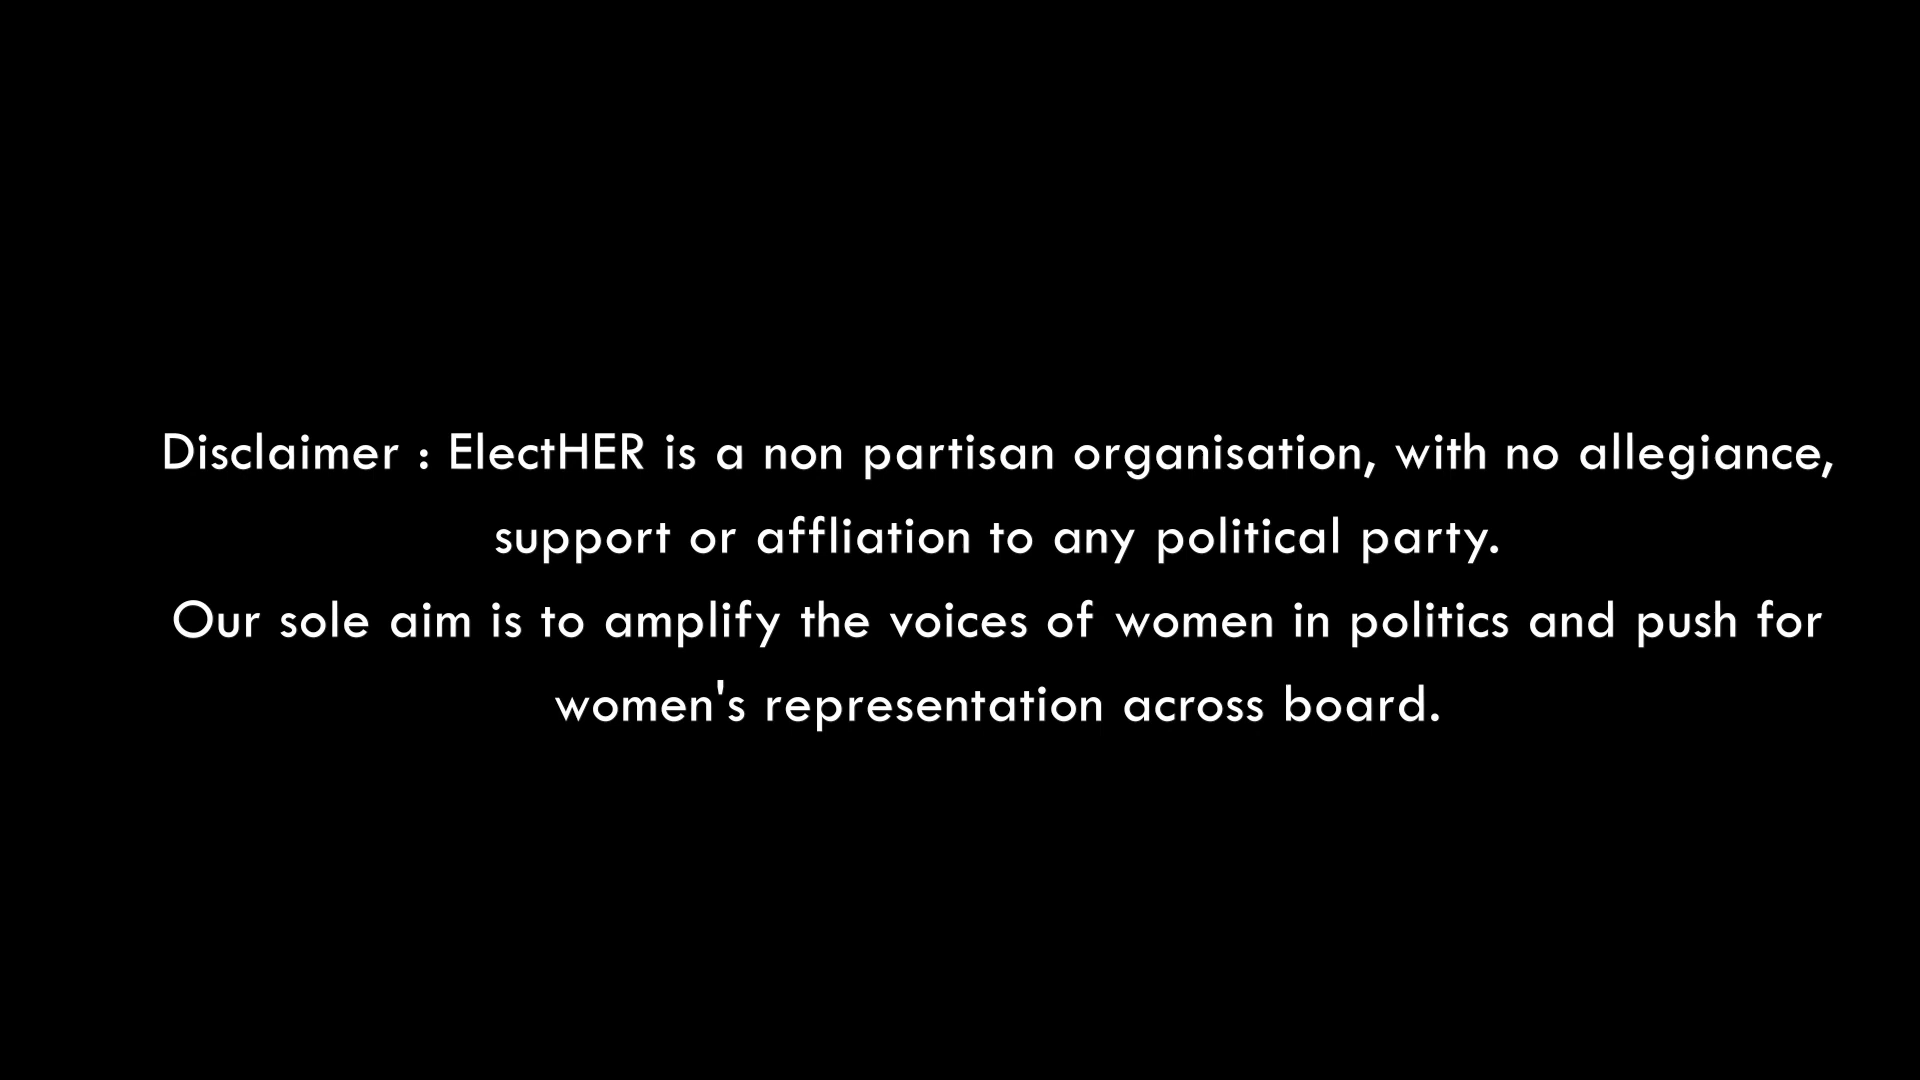 Disclaimer : ElectHER is a non partisan organisation, with no allegiance,
support or affliation to any political party.
Our sole aim is to amplify the voices of women in politics and push for
women's representation across board.